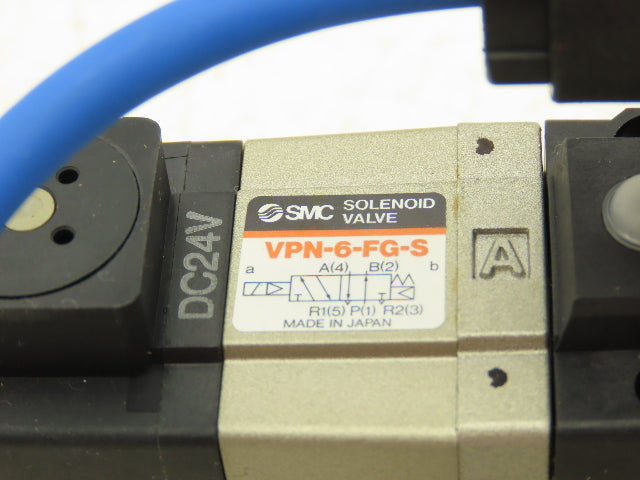 DC24V
SMC SOLENOID
VALVE
VPN-6-FG-S
a A(4) B(2) b
R1(5) P(1) R2(3)
MADE IN JAPAN
A